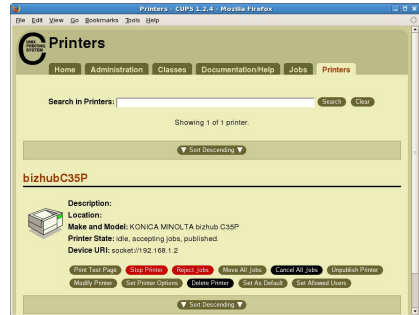 Printers - CUPS 1.2.4 - Mozilla Firefox
File Edit View Go Bookmarks Tools Help
UNIX PRINTING SYSTEM
Printers
Home Administration Classes Documentation/Help Jobs Printers
Search in Printers: Search Clear
Showing 1 of 1 printer.
▼ Sort Descending ▼
bizhubC35P
Description:
Location:
Make and Model: KONICA MINOLTA bizhub C35P
Printer State: idle, accepting jobs, published.
Device URI: socket://192.168.1.2
Print Test Page Stop Printer Reject Jobs Move All Jobs Cancel All Jobs Unpublish Printer
Modify Printer Set Printer Options Delete Printer Set As Default Set Allowed Users
▼ Sort Descending ▼